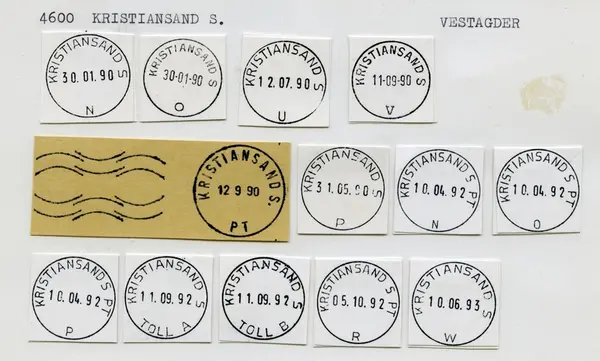 4600 KRISTIANSAND S. VESTAGDER
KRISTIANSAND S
30.01.90
N
KRISTIANSAND S
30-01-90
O
KRISTIANSAND S
12.07.90
U
KRISTIANSAND S
11-09-90
V
KRISTIANSAND S.
12 9 90
PT
KRISTIANSAND S
31.05.90
P
KRISTIANSAND S PT
10.04.92
N
KRISTIANSAND S PT
10.04.92
O
KRISTIANSAND S PT
10.04.92
P
KRISTIANSAND S
11.09.92
TOLL A
KRISTIANSAND S
11.09.92
TOLL B
KRISTIANSAND S PT
05.10.92
R
KRISTIANSAND S
10.06.93
W